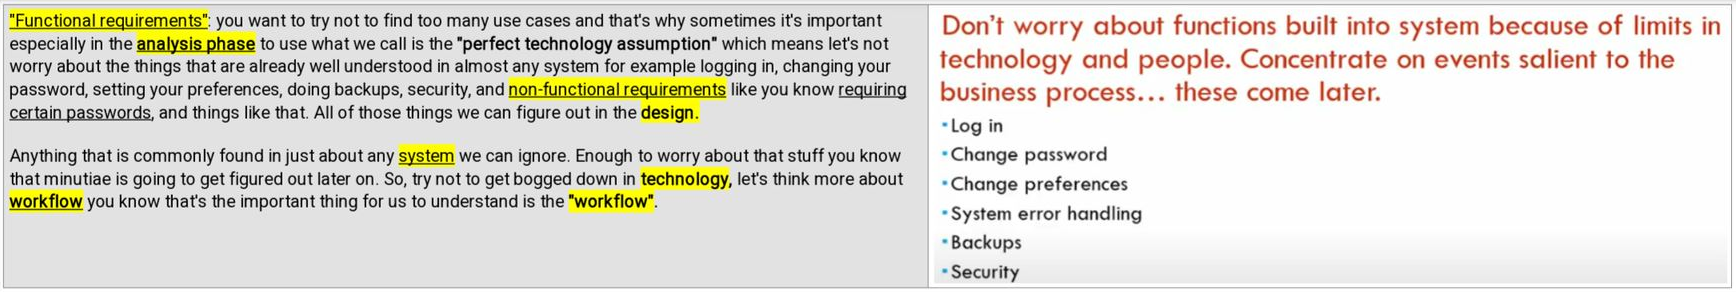 "Functional requirements": you want to try not to find too many use cases and that's why sometimes it's important
especially in the analysis phase to use what we call is the "perfect technology assumption" which means let's not
worry about the things that are already well understood in almost any system for example logging in, changing your
password, setting your preferences, doing backups, security, and non-functional requirements like you know requiring
certain passwords, and things like that. All of those things we can figure out in the design.
Anything that is commonly found in just about any system we can ignore. Enough to worry about that stuff you know
that minutiae is going to get figured out later on. So, try not to get bogged down in technology, let's think more about
workflow you know that's the important thing for us to understand is the "workflow".
Don't worry about functions built into system because of limits in
technology and people. Concentrate on events salient to the
business process... these come later.
▪Log in
▪Change password
▪Change preferences
▪System error handling
▪Backups
▪Security